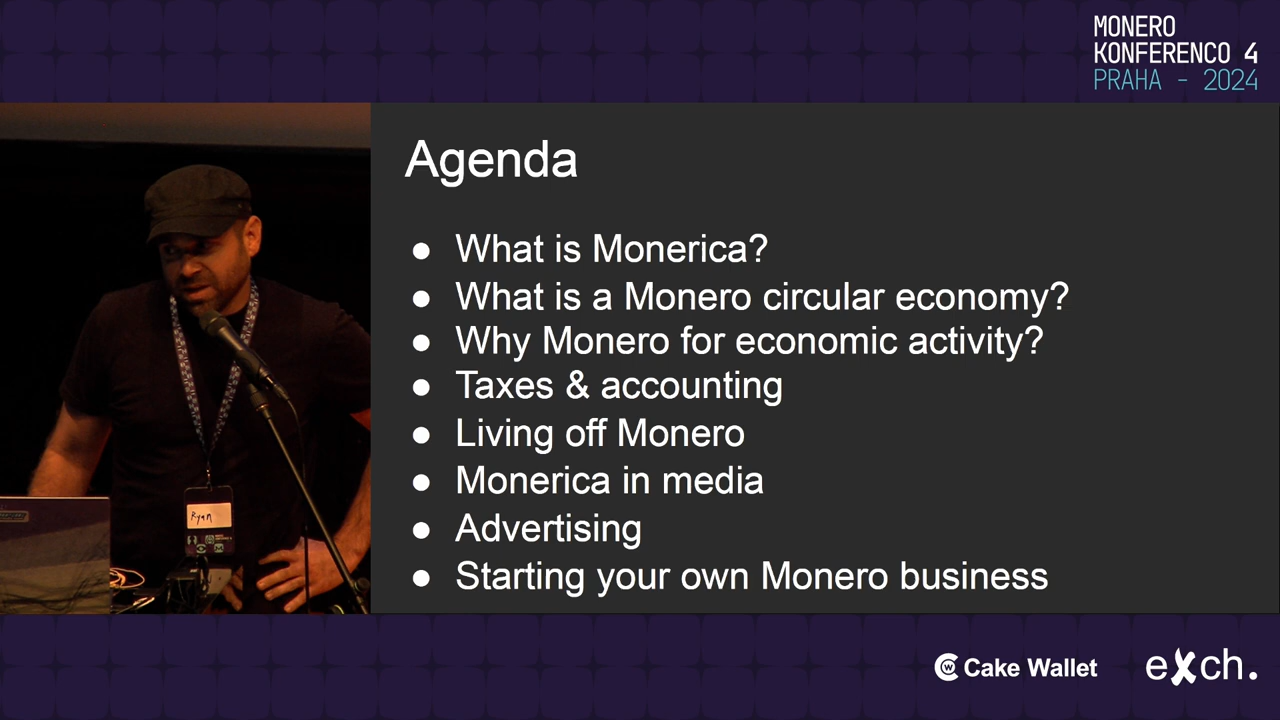 MONERO
KONFERENCO 4
PRAHA - 2024
Agenda
● What is Monerica?
● What is a Monero circular economy?
● Why Monero for economic activity?
● Taxes & accounting
● Living off Monero
● Monerica in media
● Advertising
● Starting your own Monero business
Ryan
Cake Wallet
exch.